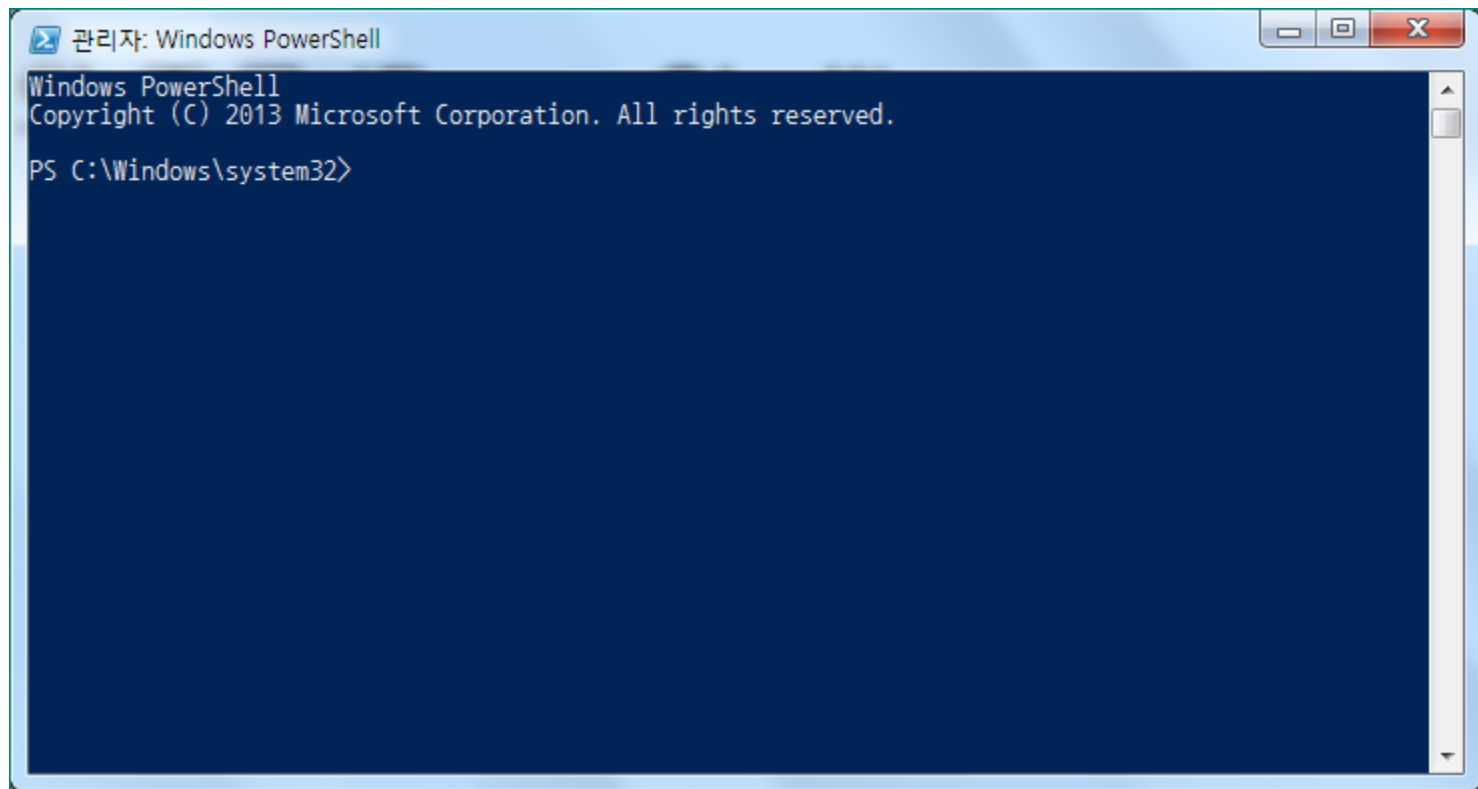 관리자: Windows PowerShell
Windows PowerShell
Copyright (C) 2013 Microsoft Corporation. All rights reserved.
PS C:\Windows\system32>